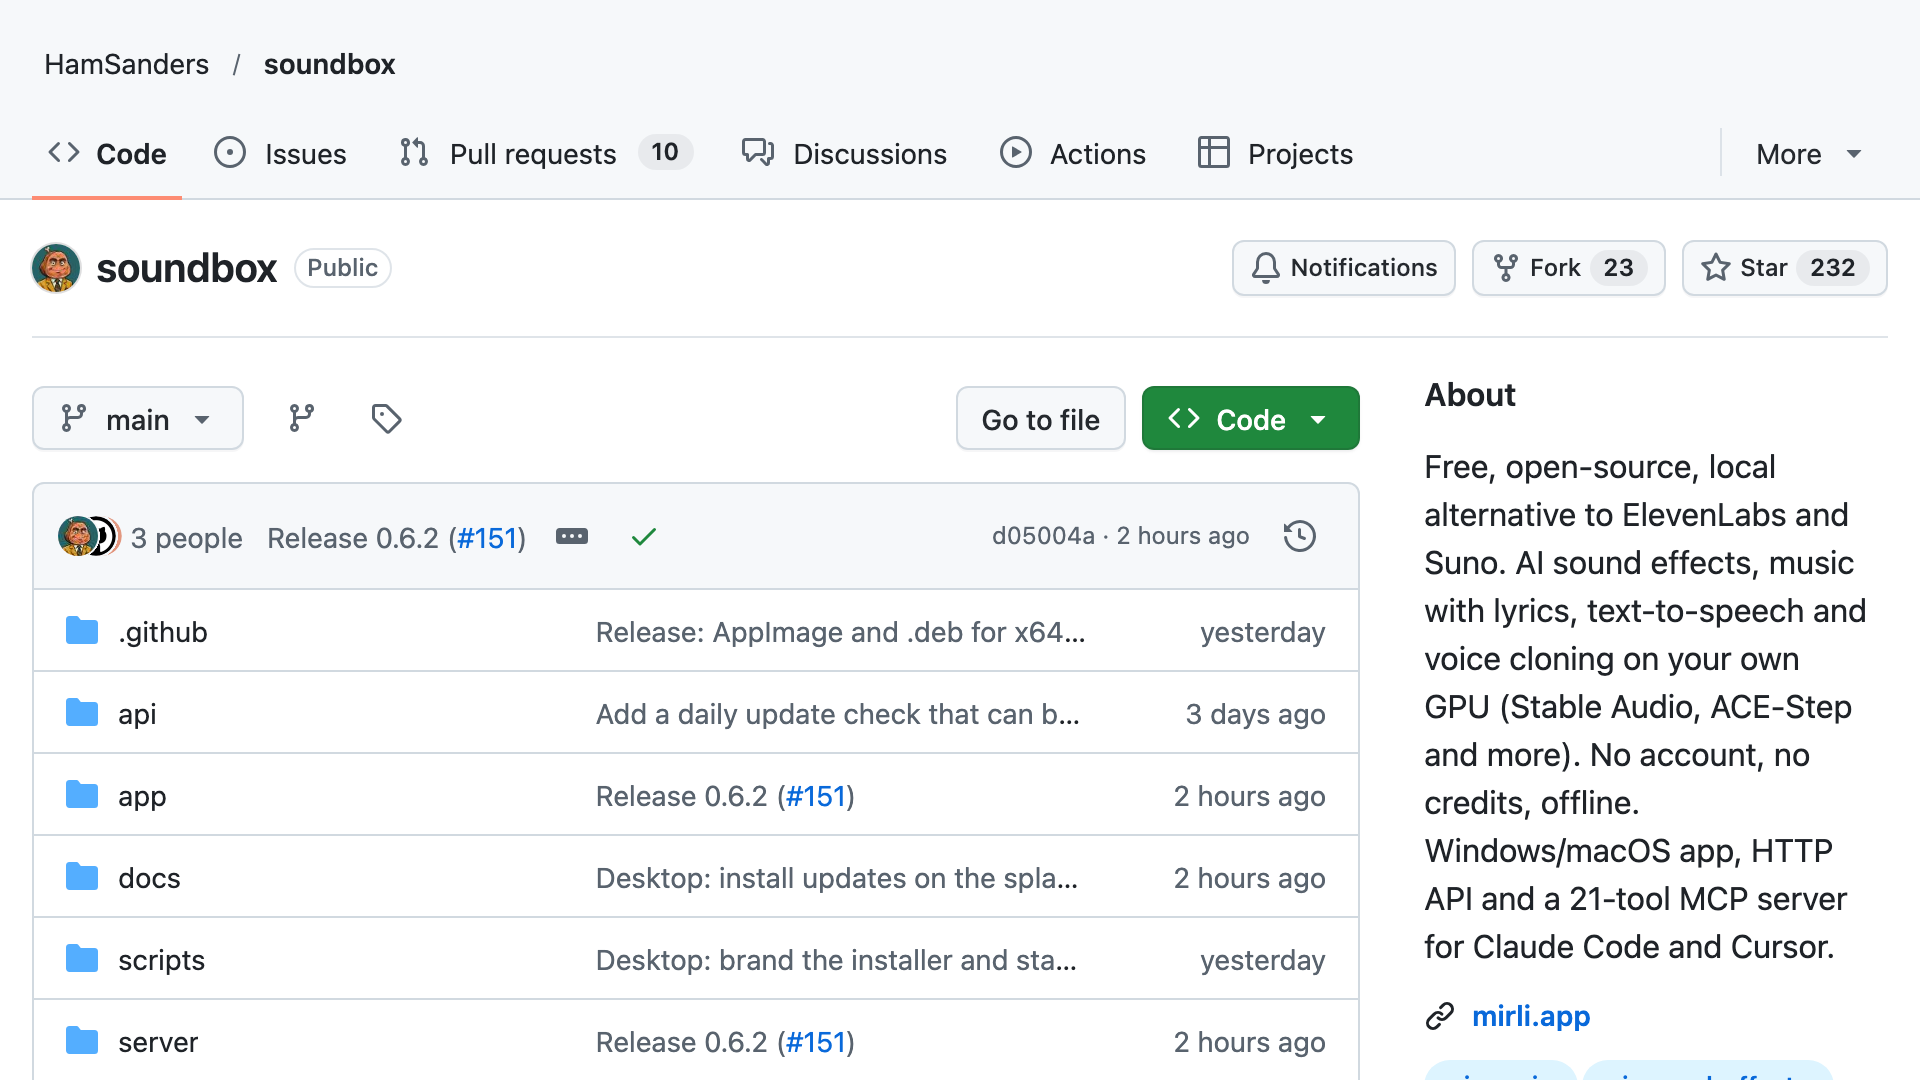 HamSanders / soundbox
Code Issues Pull requests 10 Discussions Actions Projects More
soundbox Public Notifications Fork 23 Star 232
main Go to file Code
3 people Release 0.6.2 (#151) d05004a · 2 hours ago
.github Release: AppImage and .deb for x64... yesterday
api Add a daily update check that can b... 3 days ago
app Release 0.6.2 (#151) 2 hours ago
docs Desktop: install updates on the spla... 2 hours ago
scripts Desktop: brand the installer and sta... yesterday
server Release 0.6.2 (#151) 2 hours ago
About
Free, open-source, local
alternative to ElevenLabs and
Suno. AI sound effects, music
with lyrics, text-to-speech and
voice cloning on your own
GPU (Stable Audio, ACE-Step
and more). No account, no
credits, offline.
Windows/macOS app, HTTP
API and a 21-tool MCP server
for Claude Code and Cursor.
mirli.app